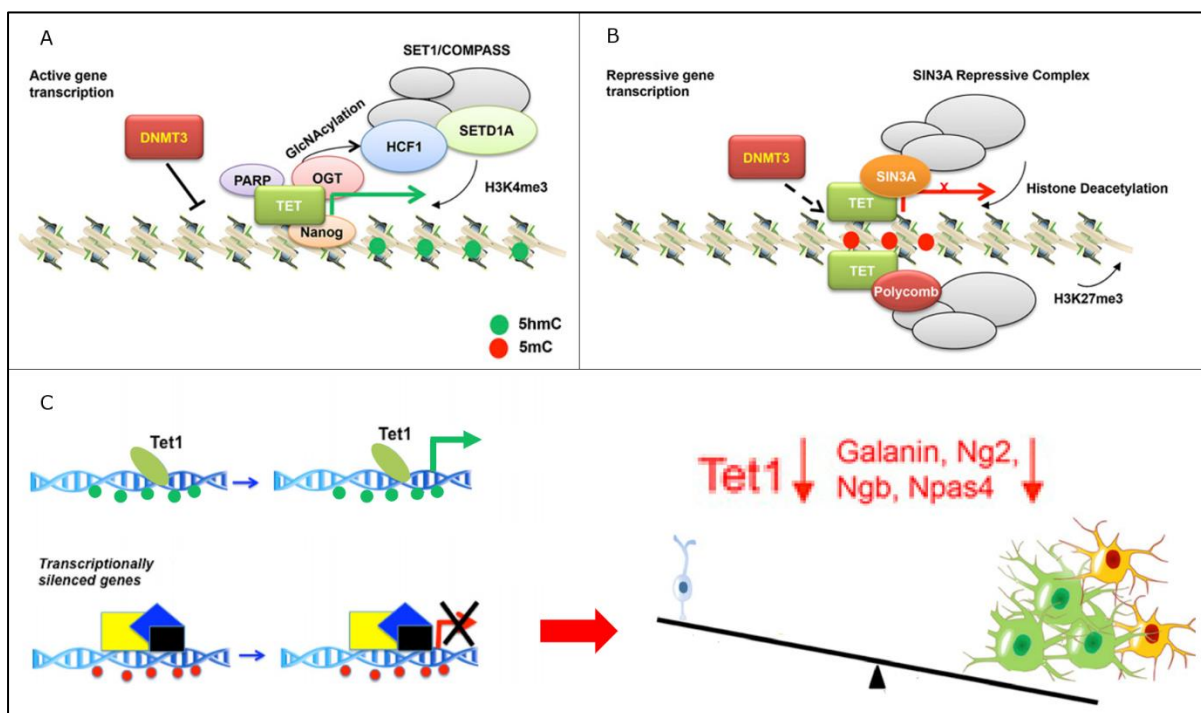 A
Active gene
transcription
DNMT3
PARP
TET
OGT
Nanog
GlcNAcylation
HCF1
SET1/COMPASS
SETD1A
H3K4me3
5hmC
5mC
B
Repressive gene
transcription
DNMT3
TET
SIN3A
SIN3A Repressive Complex
x
Histone Deacetylation
TET
Polycomb
H3K27me3
C
Tet1
Tet1
Transcriptionally
silenced genes
Tet1
Galanin, Ng2,
Ngb, Npas4